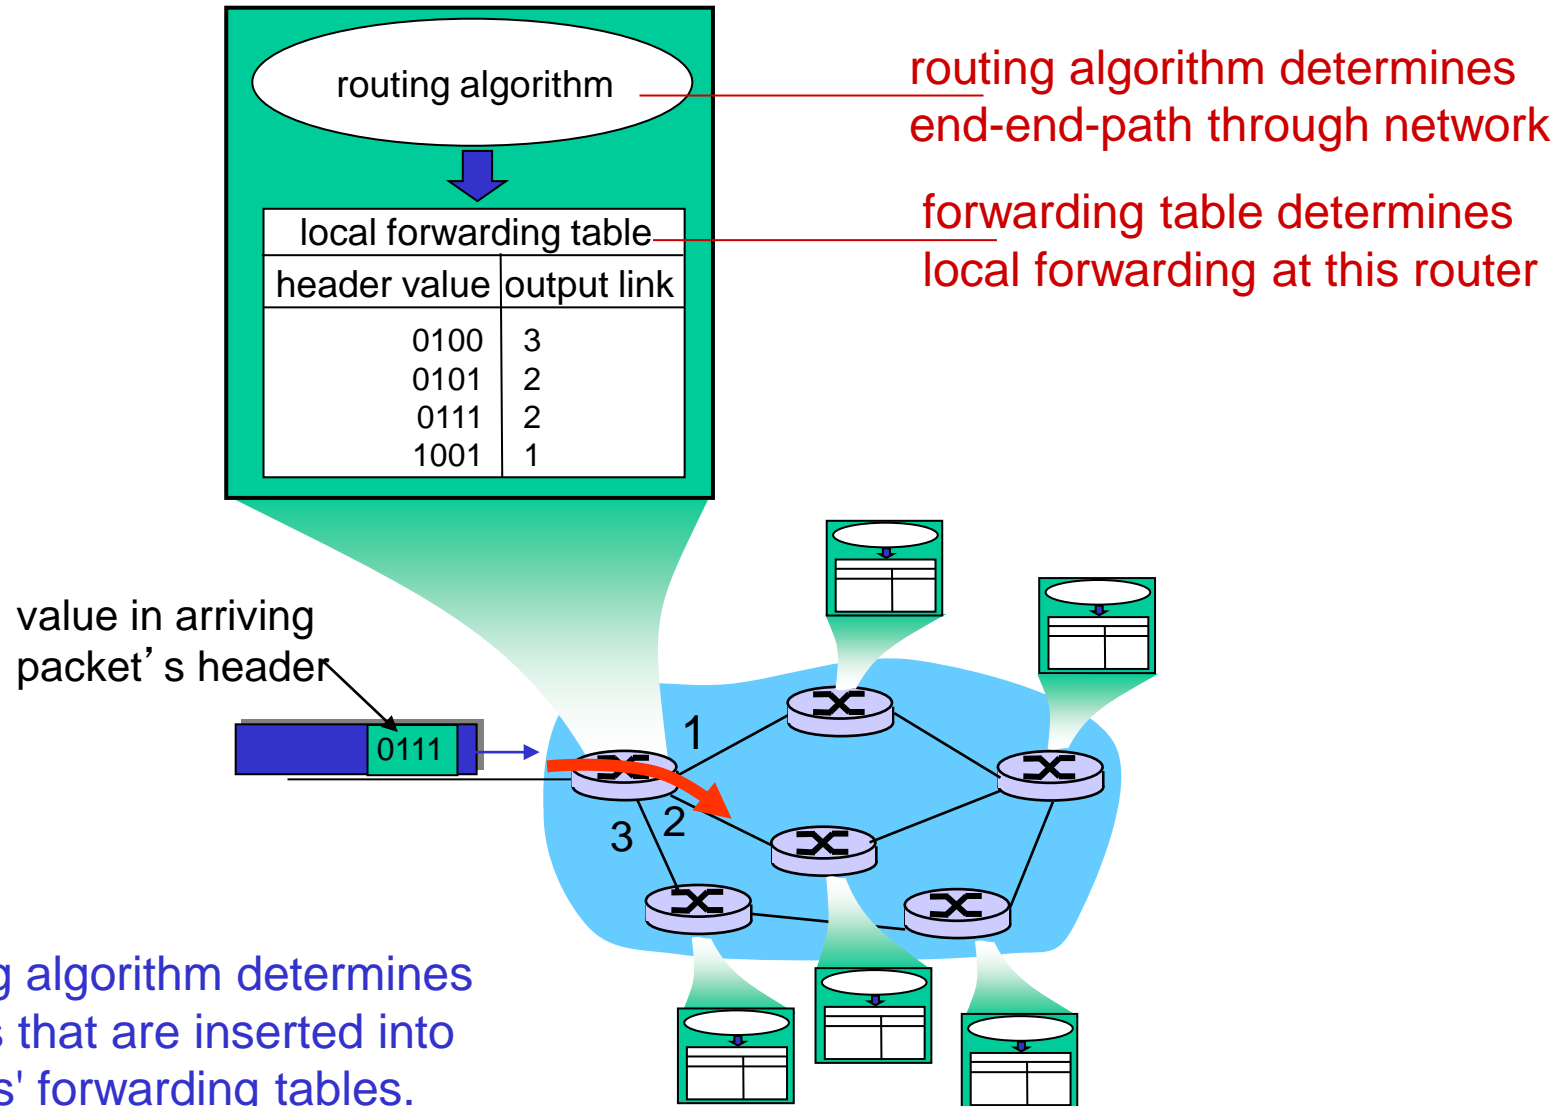 routing algorithm
routing algorithm determines
end-end-path through network
forwarding table determines
local forwarding at this router
local forwarding table
header value output link
0100 3
0101 2
0111 2
1001 1
value in arriving
packet's header
0111
1
2
3
algorithm determines
that are inserted into
forwarding tables.